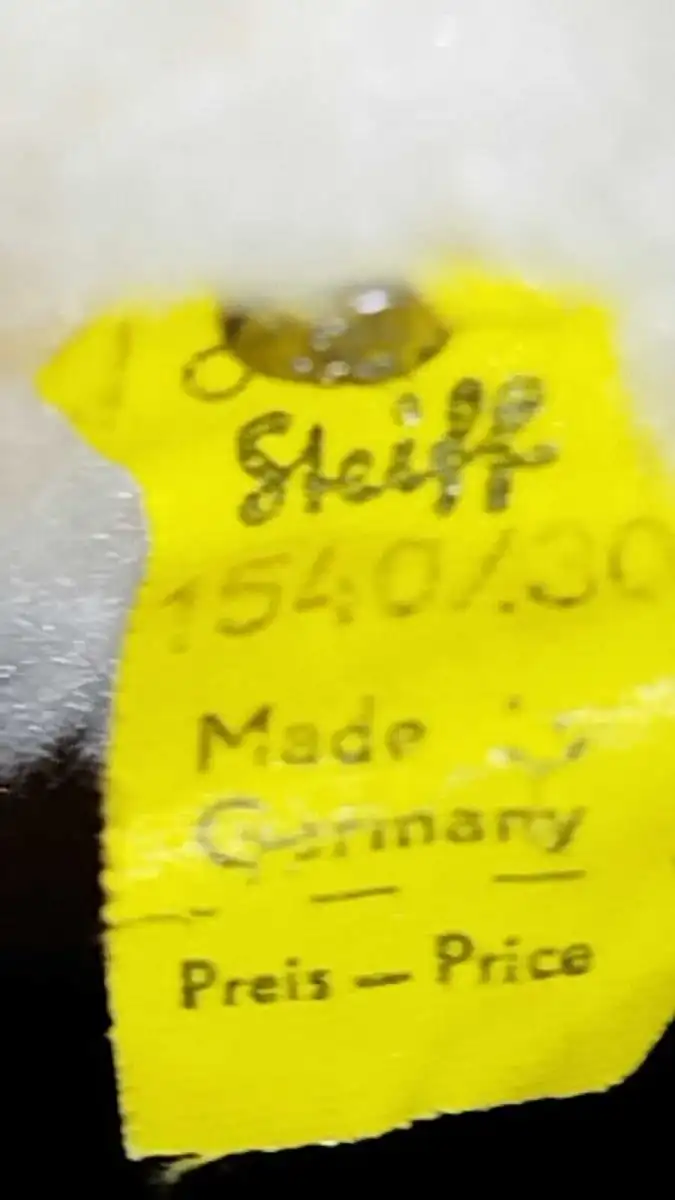 Steiff
1540/.30
Made
Germany
Preis — Price